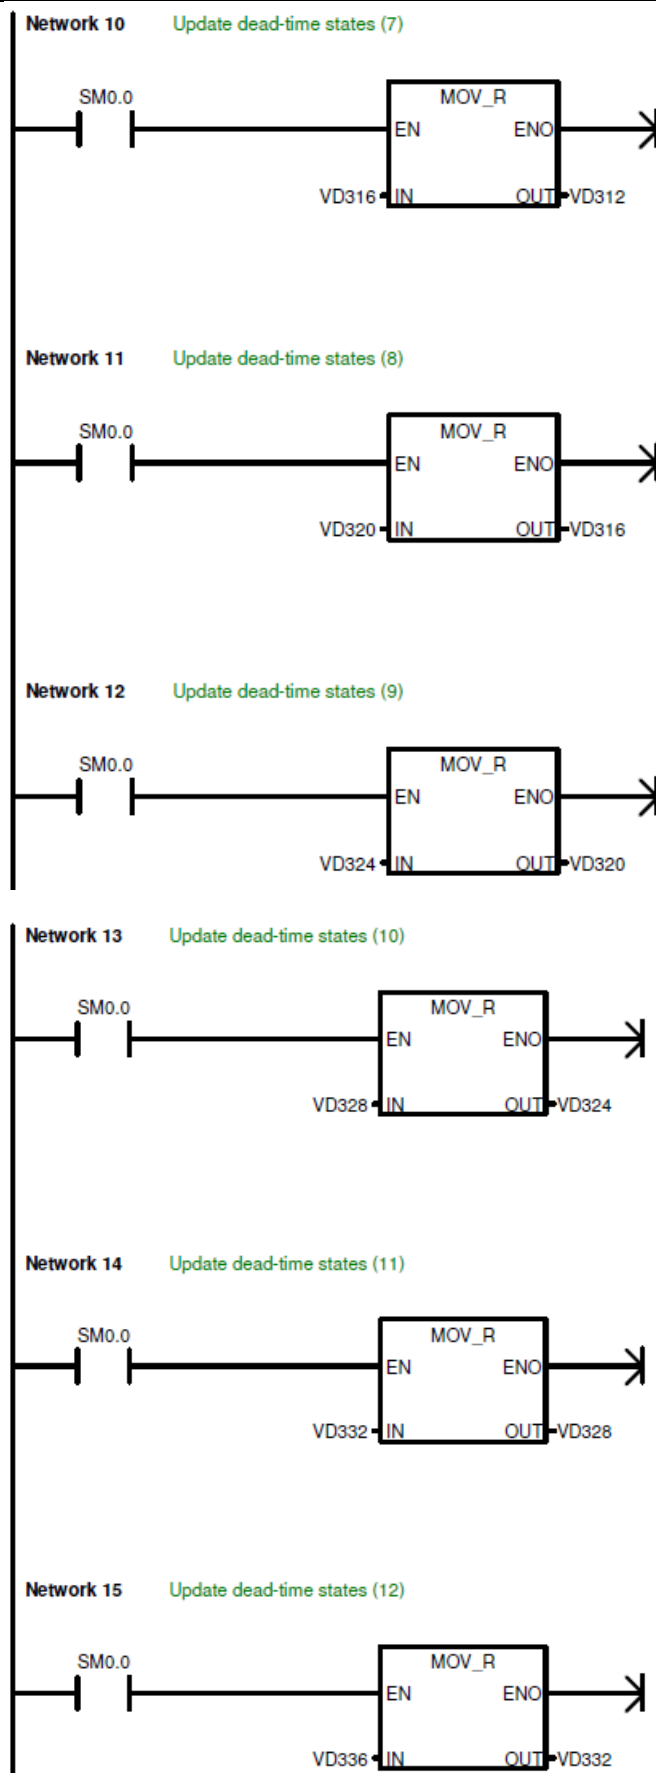 Network 10 Update dead-time states (7)
SM0.0
MOV_R
EN ENO
VD316 IN OUT VD312
Network 11 Update dead-time states (8)
SM0.0
MOV_R
EN ENO
VD320 IN OUT VD316
Network 12 Update dead-time states (9)
SM0.0
MOV_R
EN ENO
VD324 IN OUT VD320
Network 13 Update dead-time states (10)
SM0.0
MOV_R
EN ENO
VD328 IN OUT VD324
Network 14 Update dead-time states (11)
SM0.0
MOV_R
EN ENO
VD332 IN OUT VD328
Network 15 Update dead-time states (12)
SM0.0
MOV_R
EN ENO
VD336 IN OUT VD332